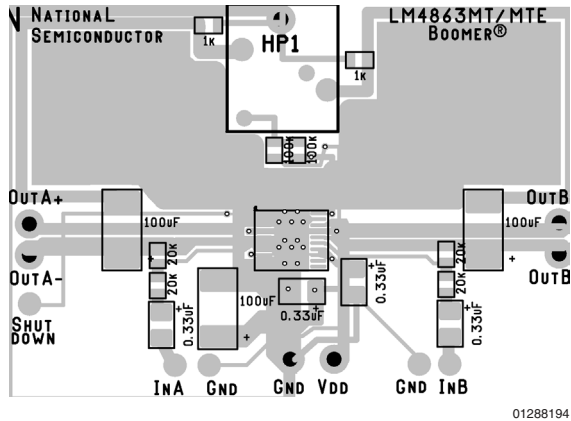 NATIONAL
SEMICONDUCTOR
LM4863MT/MTE
BOOMER®
1K
HP1
1K
100K
100K
OUTA+
OUTB
100UF
100UF
20K
20K
OUTA-
OUTB
20K
20K
100UF
0.33UF
0.33UF
0.33UF
0.33UF
SHUT
DOWN
INA
GND
GND
VDD
GND
INB
01288194